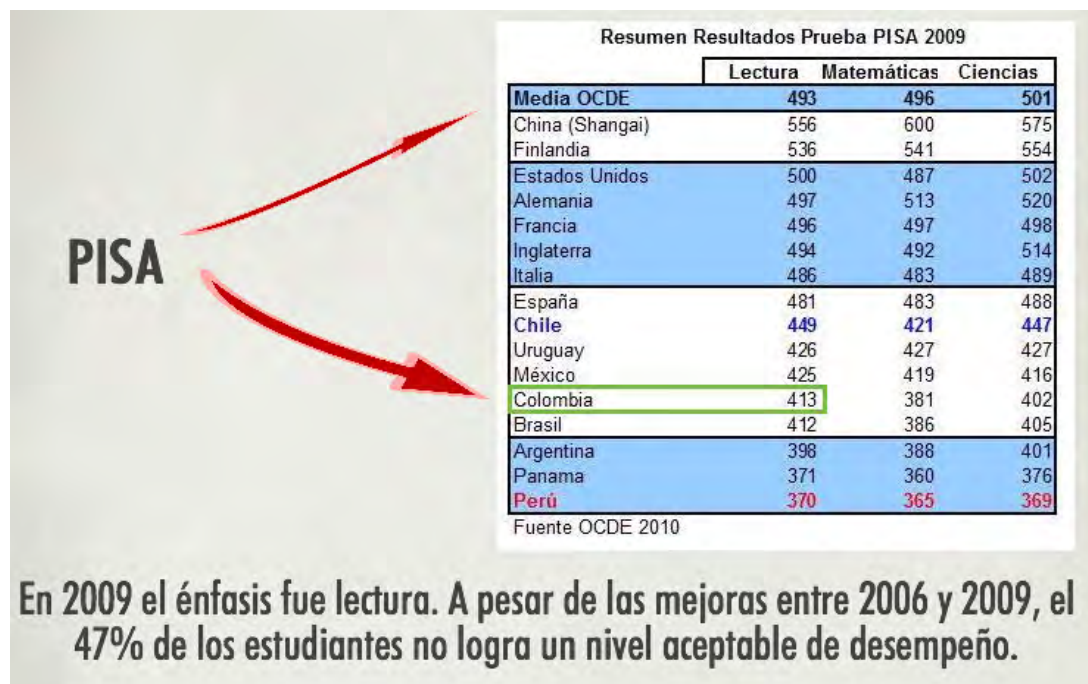 Resumen Resultados Prueba PISA 2009
Lectura Matemáticas Ciencias
Media OCDE 493 496 501
China (Shangai) 556 600 575
Finlandia 536 541 554
Estados Unidos 500 487 502
Alemania 497 513 520
Francia 496 497 498
Inglaterra 494 492 514
Italia 486 483 489
España 481 483 488
Chile 449 421 447
Uruguay 426 427 427
México 425 419 416
Colombia 413 381 402
Brasil 412 386 405
Argentina 398 388 401
Panama 371 360 376
Perú 370 365 369
Fuente OCDE 2010
PISA
En 2009 el énfasis fue lectura. A pesar de las mejoras entre 2006 y 2009, el
47% de los estudiantes no logra un nivel aceptable de desempeño.